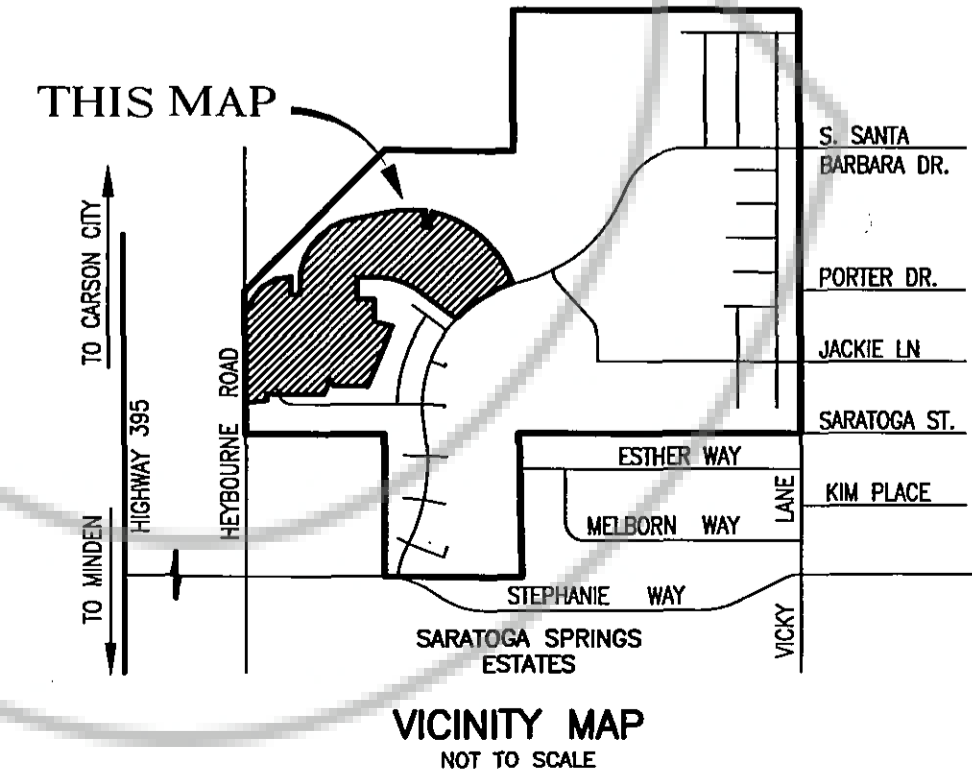 THIS MAP
S. SANTA
BARBARA DR.
TO CARSON CITY
PORTER DR.
JACKIE LN
HEYBOURNE ROAD
HIGHWAY 395
SARATOGA ST.
ESTHER WAY
KIM PLACE
MELBORN WAY
TO MINDEN
STEPHANIE WAY
VICKY LANE
SARATOGA SPRINGS
ESTATES
VICINITY MAP
NOT TO SCALE